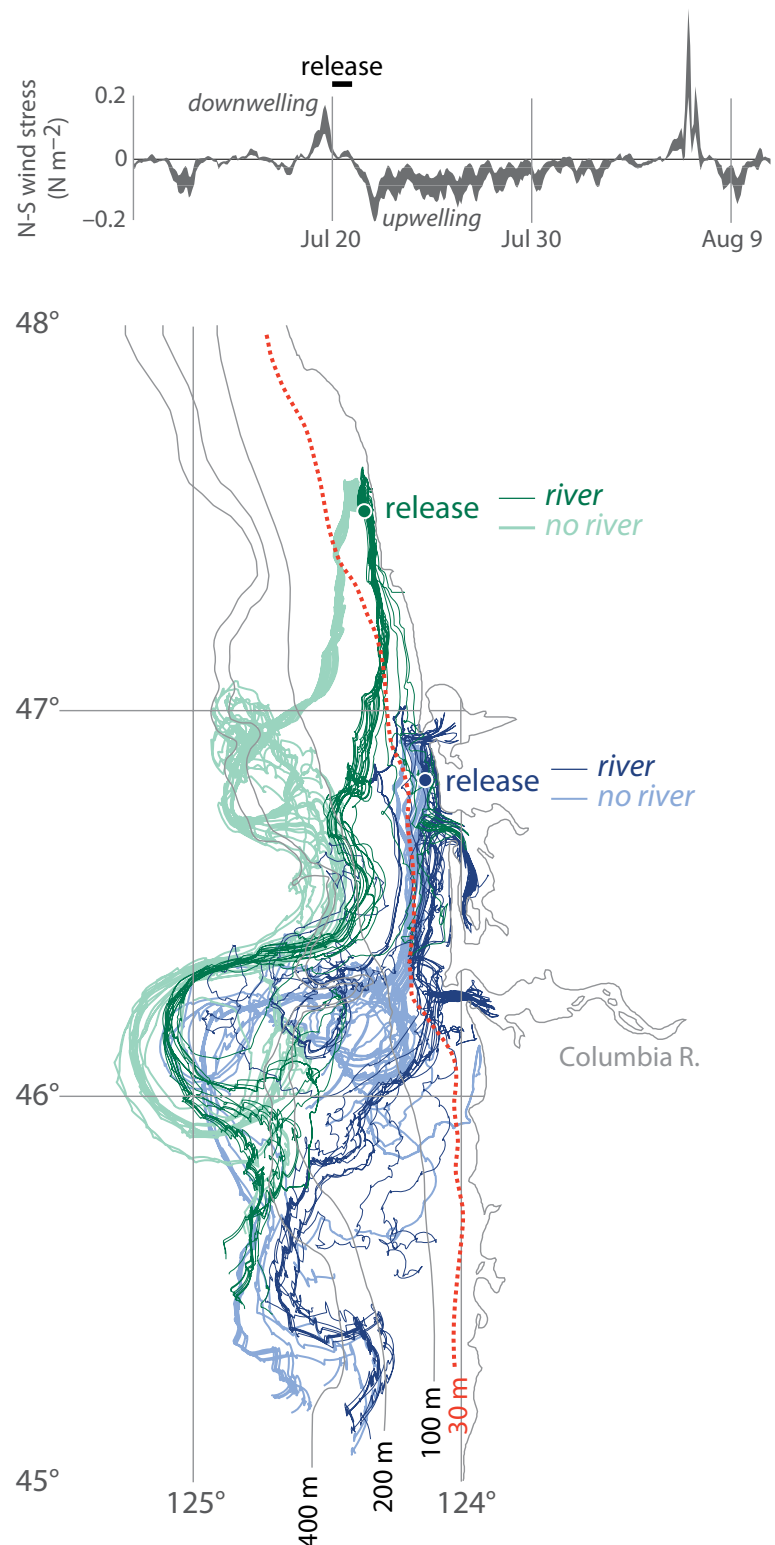 release
0.2
downwelling
N-S wind stress
(N m−2)
0
−0.2
upwelling
Jul 20
Jul 30
Aug 9
48°
release
river
no river
47°
release
river
no river
Columbia R.
46°
45°
125°
124°
400 m
200 m
100 m
30 m